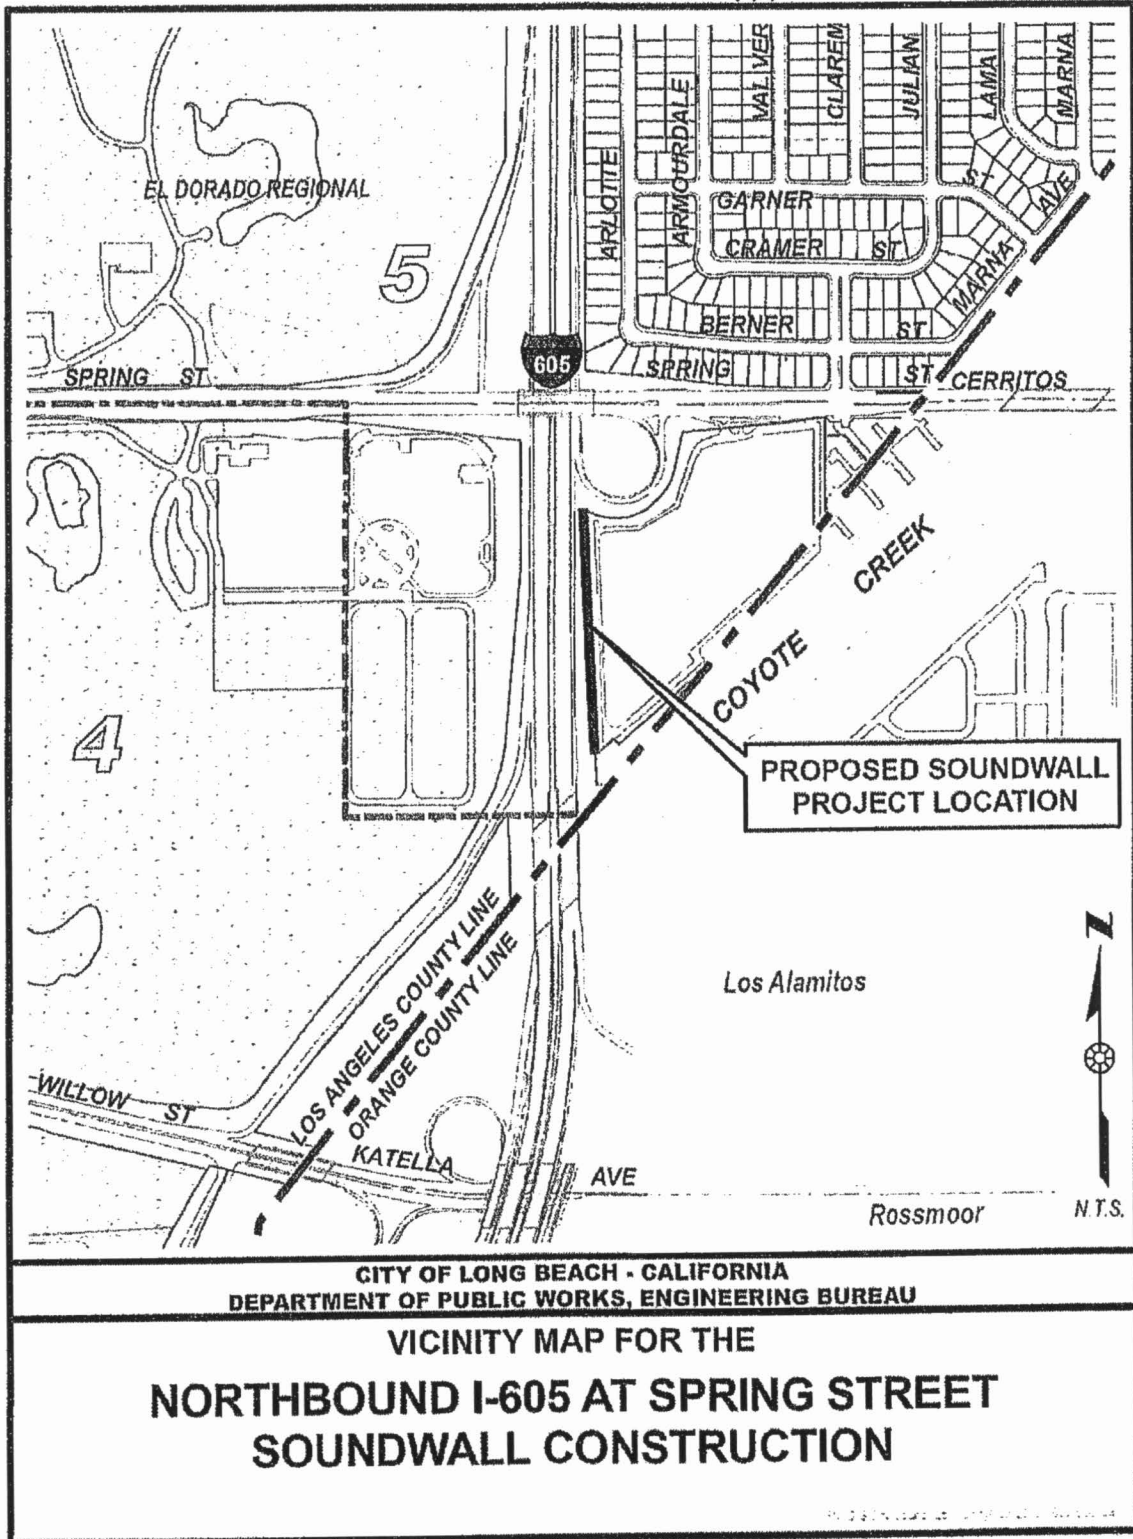 VALVER
CLAREM
JULIAN
LAMA
MARNA
ARLOTTE
ARMOURDALE
EL DORADO REGIONAL
GARNER
ST
AVE
5
CRAMER ST
MARNA
BERNER ST
605
SPRING ST
SPRING ST
CERRITOS
COYOTE CREEK
4
PROPOSED SOUNDWALL
PROJECT LOCATION
LOS ANGELES COUNTY LINE
ORANGE COUNTY LINE
Los Alamitos
Z
WILLOW ST
KATELLA AVE
Rossmoor
N.T.S.
CITY OF LONG BEACH - CALIFORNIA
DEPARTMENT OF PUBLIC WORKS, ENGINEERING BUREAU
VICINITY MAP FOR THE
NORTHBOUND I-605 AT SPRING STREET
SOUNDWALL CONSTRUCTION